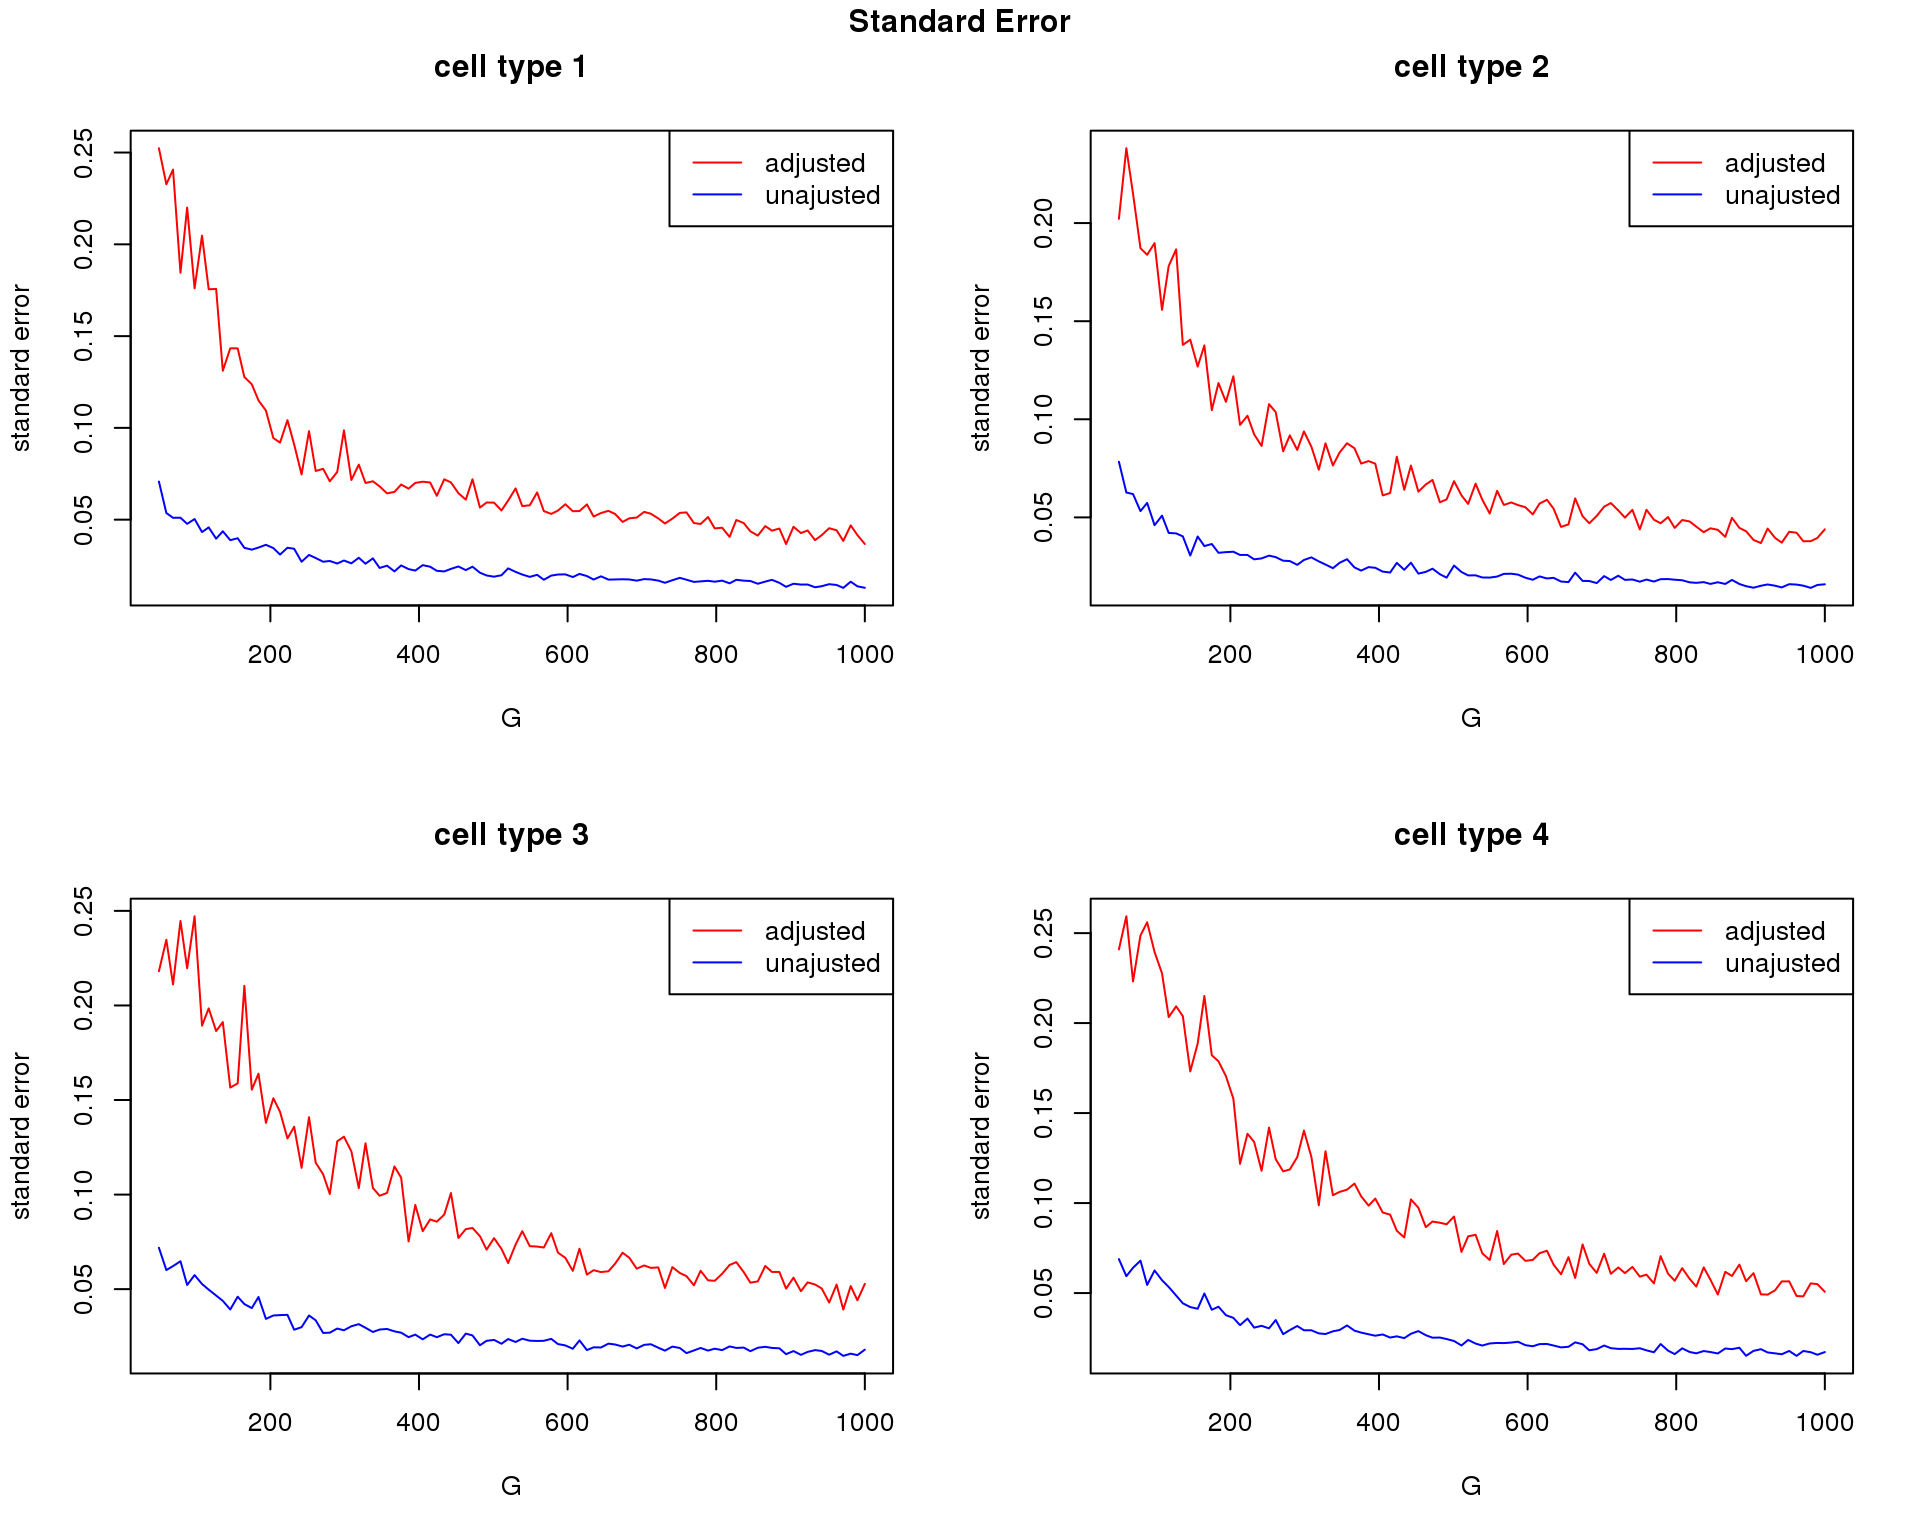 Standard Error
cell type 1
standard error
0.05 0.10 0.15 0.20 0.25
adjusted
unajusted
200 400 600 800 1000
G
cell type 2
standard error
0.05 0.10 0.15 0.20
adjusted
unajusted
200 400 600 800 1000
G
cell type 3
standard error
0.05 0.10 0.15 0.20 0.25
adjusted
unajusted
200 400 600 800 1000
G
cell type 4
standard error
0.05 0.10 0.15 0.20 0.25
adjusted
unajusted
200 400 600 800 1000
G